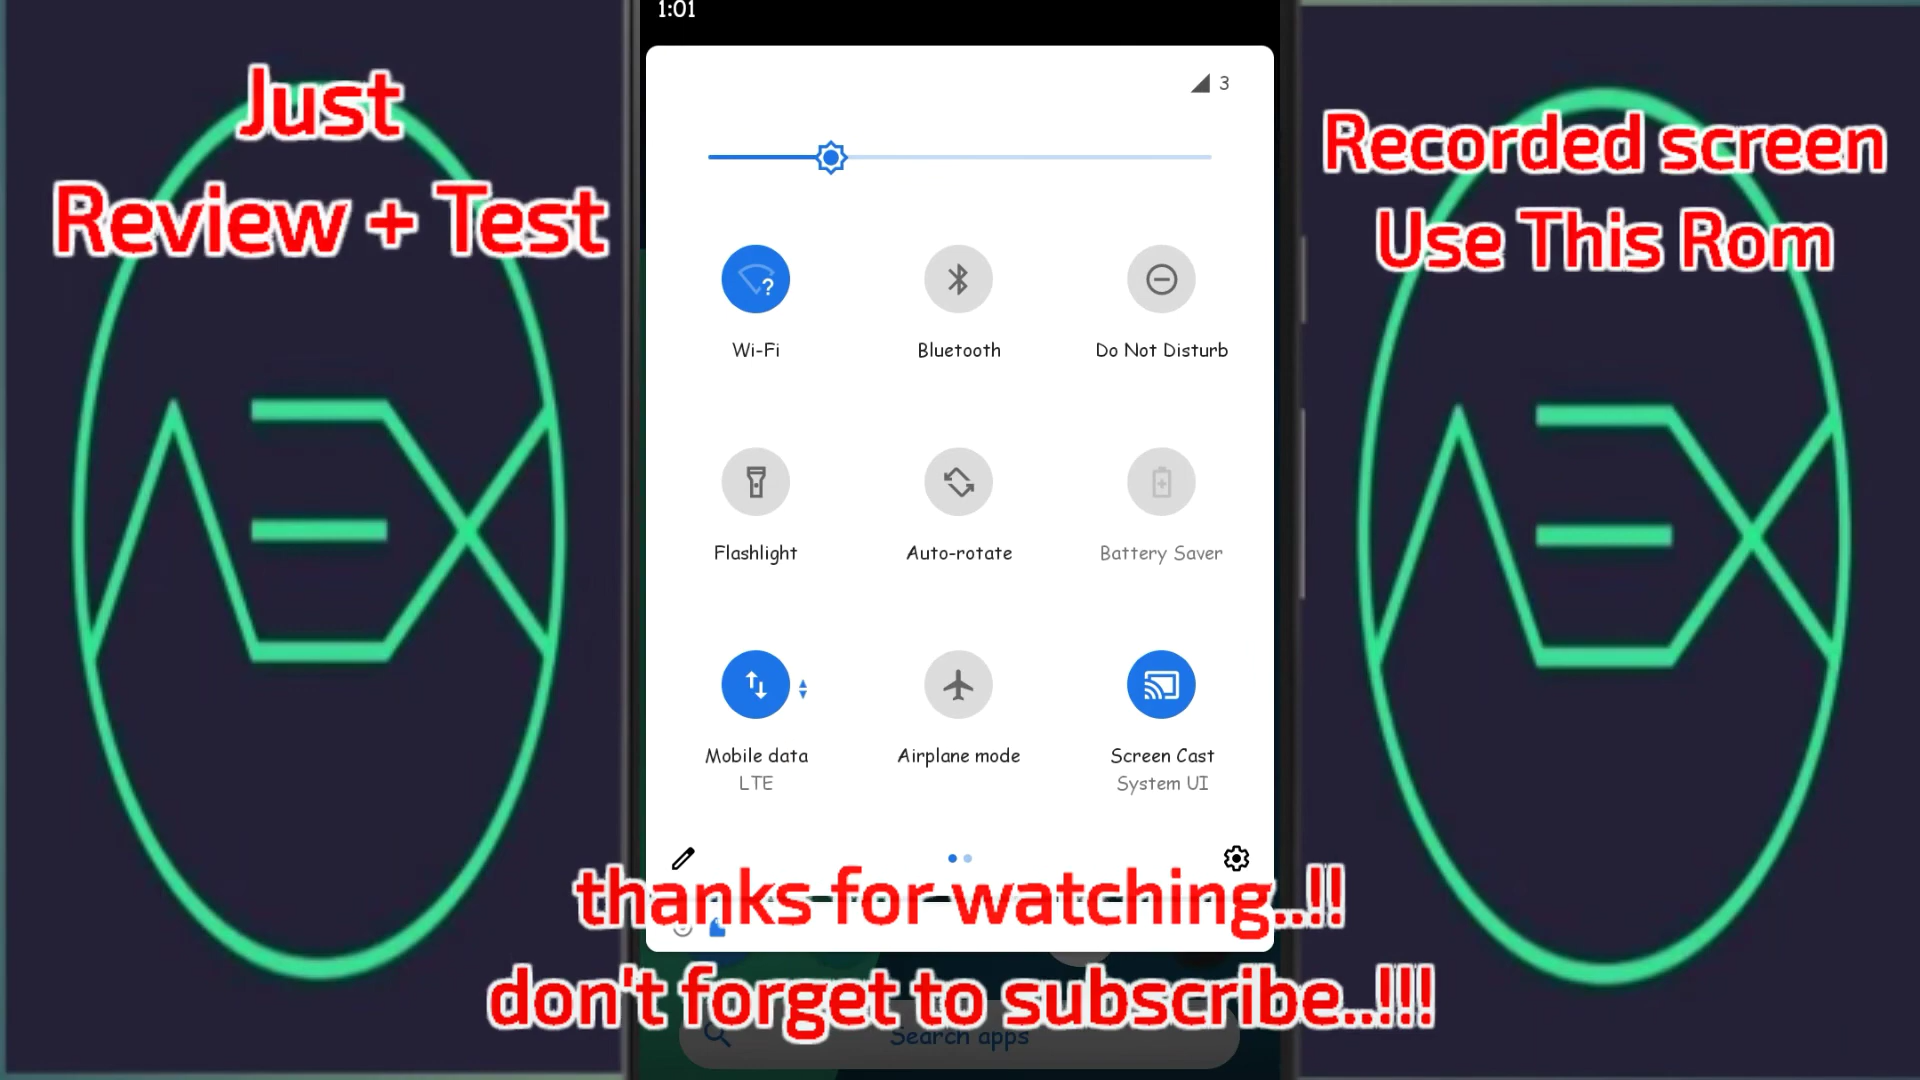 1:01
3
Just
Review + Test
Recorded screen
Use This Rom
?
Wi-Fi
Bluetooth
Do Not Disturb
Flashlight
Auto-rotate
Battery Saver
Mobile data
LTE
Airplane mode
Screen Cast
System UI
thanks for watching..!!
don't forget to subscribe..!!!
Search apps
AEX
AEX